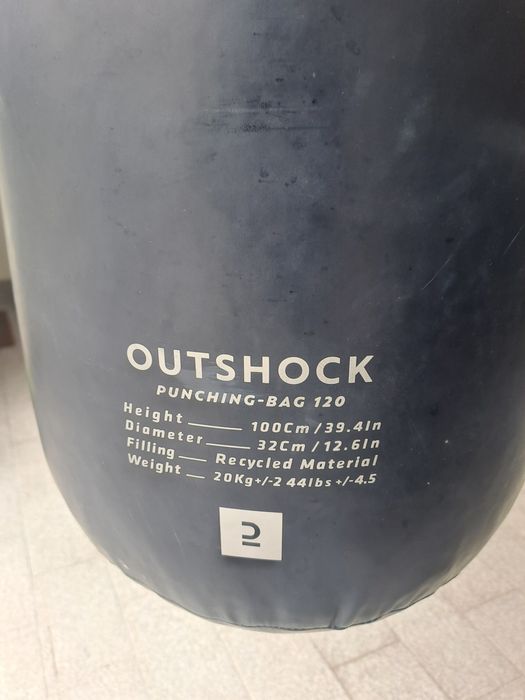 OUTSHOCK
PUNCHING-BAG 120
Height 100Cm / 39.4In
Diameter 32Cm / 12.6In
Filling Recycled Material
Weight 20Kg+/-2 44lbs +/-4.5